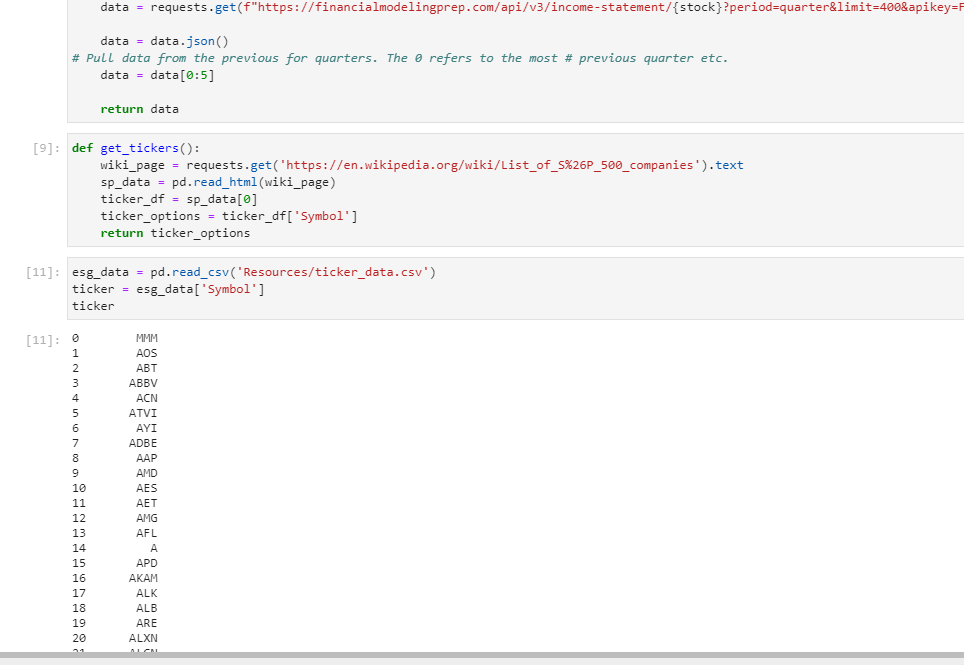 data = requests.get(f"https://financialmodelingprep.com/api/v3/income-statement/{stock}?period=quarter&limit=400&apikey=F
data = data.json()
# Pull data from the previous for quarters. The 0 refers to the most # previous quarter etc.
data = data[0:5]
return data
[9]: def get_tickers():
wiki_page = requests.get('https://en.wikipedia.org/wiki/List_of_S%26P_500_companies').text
sp_data = pd.read_html(wiki_page)
ticker_df = sp_data[0]
ticker_options = ticker_df['Symbol']
return ticker_options
[11]: esg_data = pd.read_csv('Resources/ticker_data.csv')
ticker = esg_data['Symbol']
ticker
[11]: 0 MMM
1 AOS
2 ABT
3 ABBV
4 ACN
5 ATVI
6 AYI
7 ADBE
8 AAP
9 AMD
10 AES
11 AET
12 AMG
13 AFL
14 A
15 APD
16 AKAM
17 ALK
18 ALB
19 ARE
20 ALXN